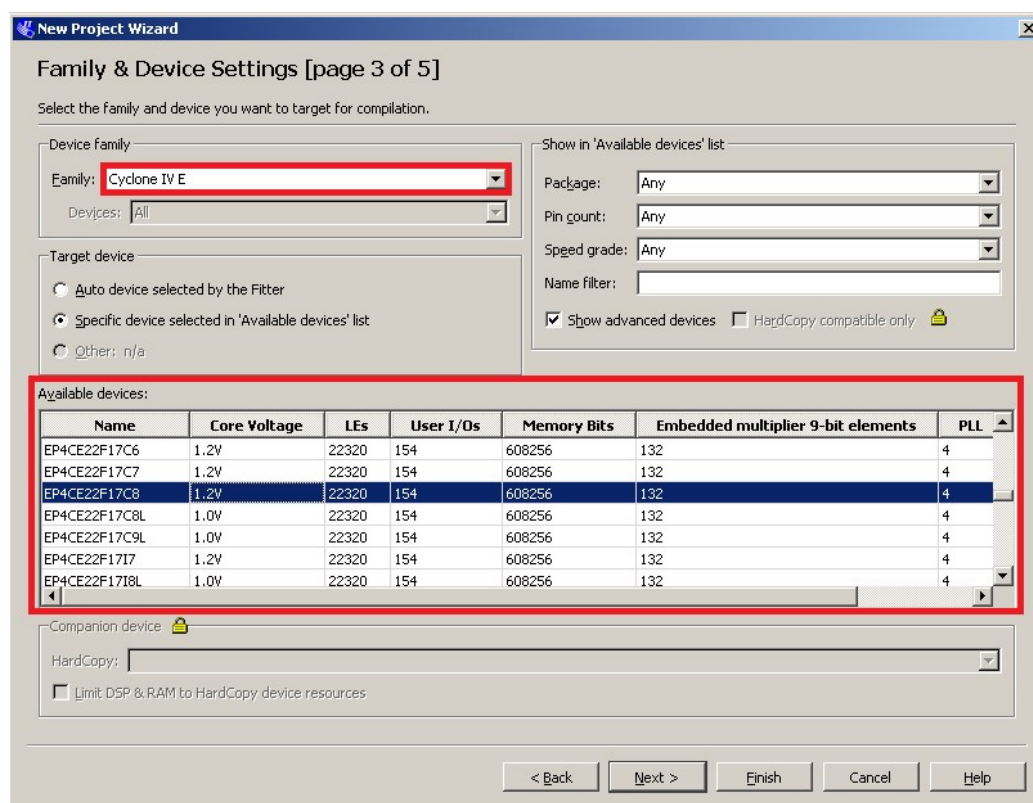 New Project Wizard
Family & Device Settings [page 3 of 5]
Select the family and device you want to target for compilation.
Device family
Family: Cyclone IV E
Devices: All
Show in 'Available devices' list
Package: Any
Pin count: Any
Speed grade: Any
Name filter:
Show advanced devices HardCopy compatible only
Target device
Auto device selected by the Fitter
Specific device selected in 'Available devices' list
Other: n/a
Available devices:
Name Core Voltage LEs User I/Os Memory Bits Embedded multiplier 9-bit elements PLL
EP4CE22F17C6 1.2V 22320 154 608256 132 4
EP4CE22F17C7 1.2V 22320 154 608256 132 4
EP4CE22F17C8 1.2V 22320 154 608256 132 4
EP4CE22F17C8L 1.0V 22320 154 608256 132 4
EP4CE22F17C9L 1.0V 22320 154 608256 132 4
EP4CE22F17I7 1.2V 22320 154 608256 132 4
EP4CE22F17I8L 1.0V 22320 154 608256 132 4
Companion device
HardCopy:
Limit DSP & RAM to HardCopy device resources
< Back Next > Finish Cancel Help